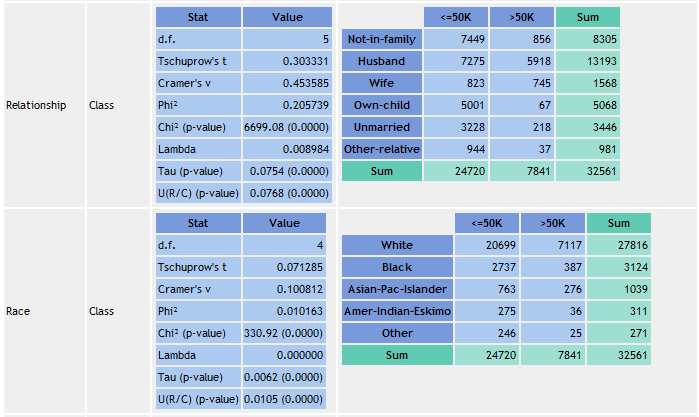 Stat Value <=50K >50K Sum
d.f. 5 Not-in-family 7449 856 8305
Tschuprow's t 0.303331 Husband 7275 5918 13193
Cramer's v 0.453585 Wife 823 745 1568
Relationship Class Phi² 0.205739 Own-child 5001 67 5068
Chi² (p-value) 6699.08 (0.0000) Unmarried 3228 218 3446
Lambda 0.008984 Other-relative 944 37 981
Tau (p-value) 0.0754 (0.0000) Sum 24720 7841 32561
U(R/C) (p-value) 0.0768 (0.0000)
Stat Value <=50K >50K Sum
d.f. 4 White 20699 7117 27816
Tschuprow's t 0.071285 Black 2737 387 3124
Cramer's v 0.100812 Asian-Pac-Islander 763 276 1039
Race Class Phi² 0.010163 Amer-Indian-Eskimo 275 36 311
Chi² (p-value) 330.92 (0.0000) Other 246 25 271
Lambda 0.000000 Sum 24720 7841 32561
Tau (p-value) 0.0062 (0.0000)
U(R/C) (p-value) 0.0105 (0.0000)